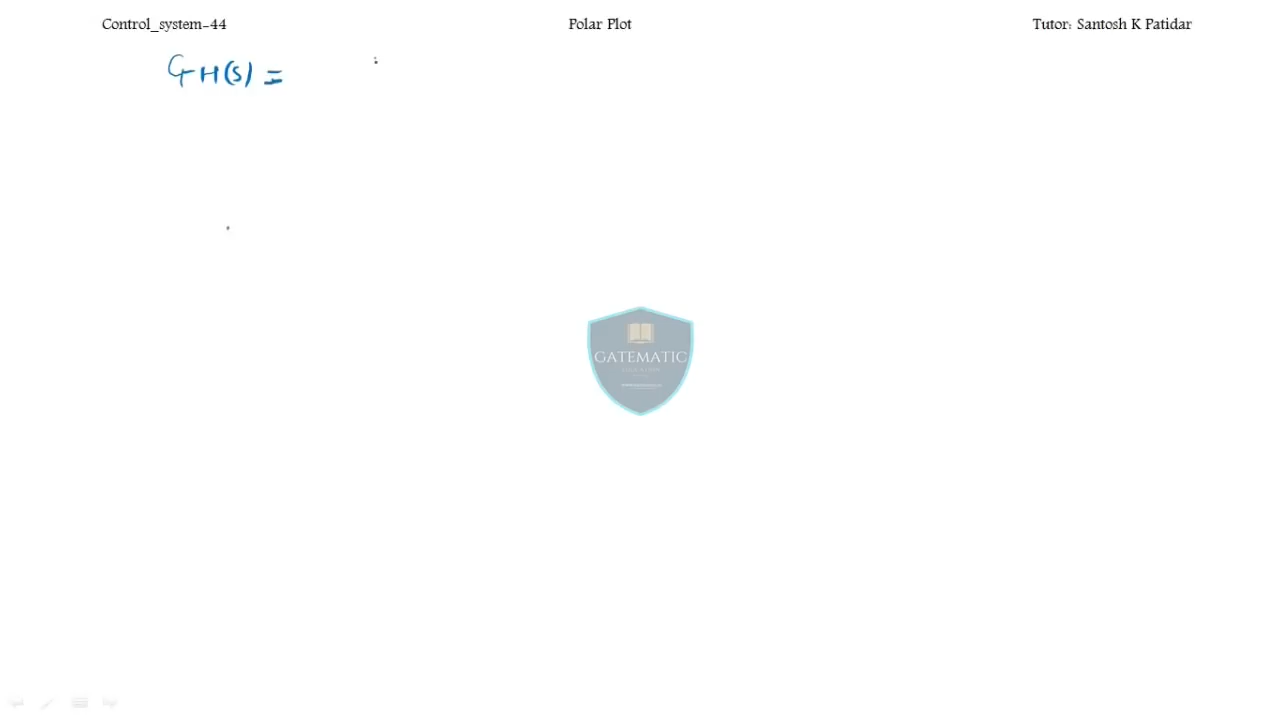 Control_system-44
Polar Plot
Tutor: Santosh K Patidar
GH(s) =
GATEMATIC